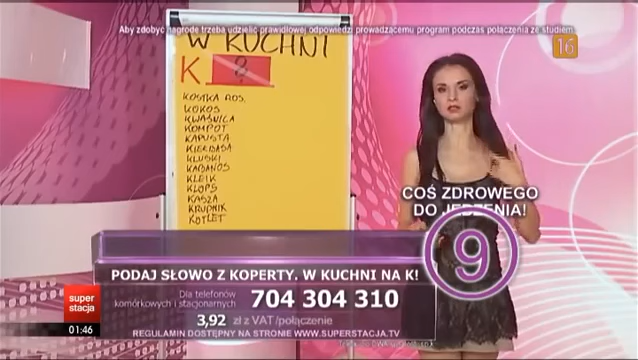 Aby zdobyć nagrodę trzeba udzielić prawidłowej odpowiedzi prowadzącemu program podczas połączenia ze studiem.
16
W KUCHNI
K ?
KOSTKA ROS.
KOKOS
KWAŚNICA
KOMPOT
KAPUSTA
KIEŁBASA
KLUSKI
KABANOS
KLEIK
KLOPS
KASZA
KRUPNIK
KOTLET
COŚ ZDROWEGO
DO JEDZENIA!
9
PODAJ SŁOWO Z KOPERTY. W KUCHNI NA K!
Dla telefonów
komórkowych i stacjonarnych
704 304 310
3,92 zł z VAT/połączenie
REGULAMIN DOSTĘPNY NA STRONIE WWW.SUPERSTACJA.TV
super
stacja
01:46